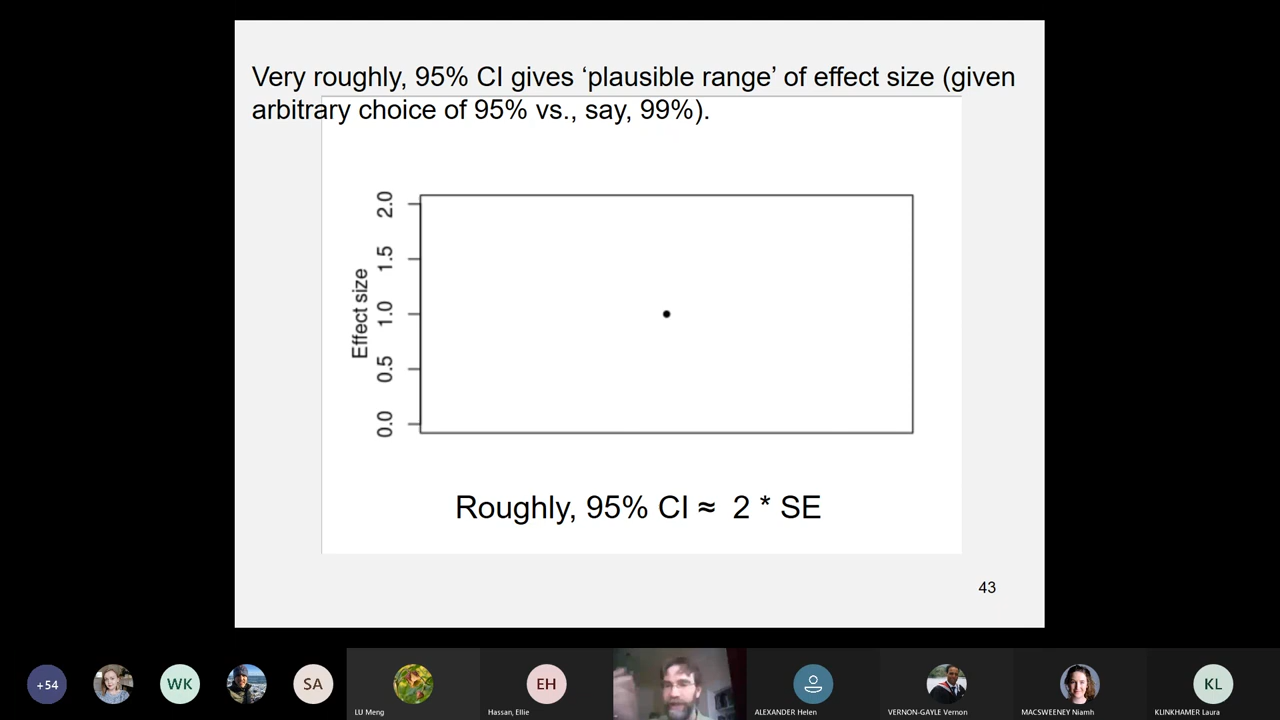 Very roughly, 95% CI gives ‘plausible range’ of effect size (given
arbitrary choice of 95% vs., say, 99%).
2.0
1.5
1.0
0.5
0.0
Effect size
Roughly, 95% CI ≈ 2 * SE
43
+54
WK
SA
LU Meng
EH
Hassan, Ellie
ALEXANDER Helen
VERNON-GAYLE Vernon
MACSWEENEY Niamh
KL
KLINKHAMER Laura